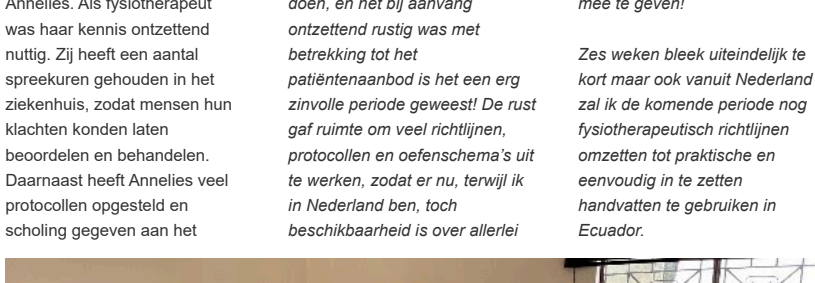 Annelies. Als fysiotherapeut
was haar kennis ontzettend
nuttig. Zij heeft een aantal
spreekuren gehouden in het
ziekenhuis, zodat mensen hun
klachten konden laten
beoordelen en behandelen.
Daarnaast heeft Annelies veel
protocollen opgesteld en
scholing gegeven aan het
doen, en het bij aanvang
ontzettend rustig was met
betrekking tot het
patiëntenaanbod is het een erg
zinvolle periode geweest! De rust
gaf ruimte om veel richtlijnen,
protocollen en oefenschema's uit
te werken, zodat er nu, terwijl ik
in Nederland ben, toch
beschikbaarheid is over allerlei
mee te geven!
Zes weken bleek uiteindelijk te
kort maar ook vanuit Nederland
zal ik de komende periode nog
fysiotherapeutisch richtlijnen
omzetten tot praktische en
eenvoudig in te zetten
handvatten te gebruiken in
Ecuador.